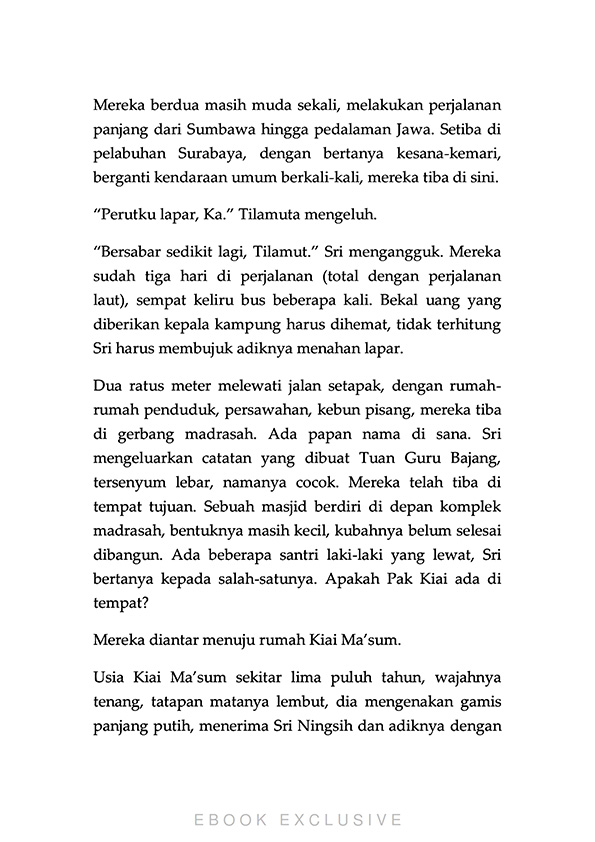 Mereka berdua masih muda sekali, melakukan perjalanan
panjang dari Sumbawa hingga pedalaman Jawa. Setiba di
pelabuhan Surabaya, dengan bertanya kesana-kemari,
berganti kendaraan umum berkali-kali, mereka tiba di sini.
“Perutku lapar, Ka.” Tilamuta mengeluh.
“Bersabar sedikit lagi, Tilamut.” Sri mengangguk. Mereka
sudah tiga hari di perjalanan (total dengan perjalanan
laut), sempat keliru bus beberapa kali. Bekal uang yang
diberikan kepala kampung harus dihemat, tidak terhitung
Sri harus membujuk adiknya menahan lapar.
Dua ratus meter melewati jalan setapak, dengan rumah-
rumah penduduk, persawahan, kebun pisang, mereka tiba
di gerbang madrasah. Ada papan nama di sana. Sri
mengeluarkan catatan yang dibuat Tuan Guru Bajang,
tersenyum lebar, namanya cocok. Mereka telah tiba di
tempat tujuan. Sebuah masjid berdiri di depan komplek
madrasah, bentuknya masih kecil, kubahnya belum selesai
dibangun. Ada beberapa santri laki-laki yang lewat, Sri
bertanya kepada salah-satunya. Apakah Pak Kiai ada di
tempat?
Mereka diantar menuju rumah Kiai Ma’sum.
Usia Kiai Ma’sum sekitar lima puluh tahun, wajahnya
tenang, tatapan matanya lembut, dia mengenakan gamis
panjang putih, menerima Sri Ningsih dan adiknya dengan
EBOOK EXCLUSIVE